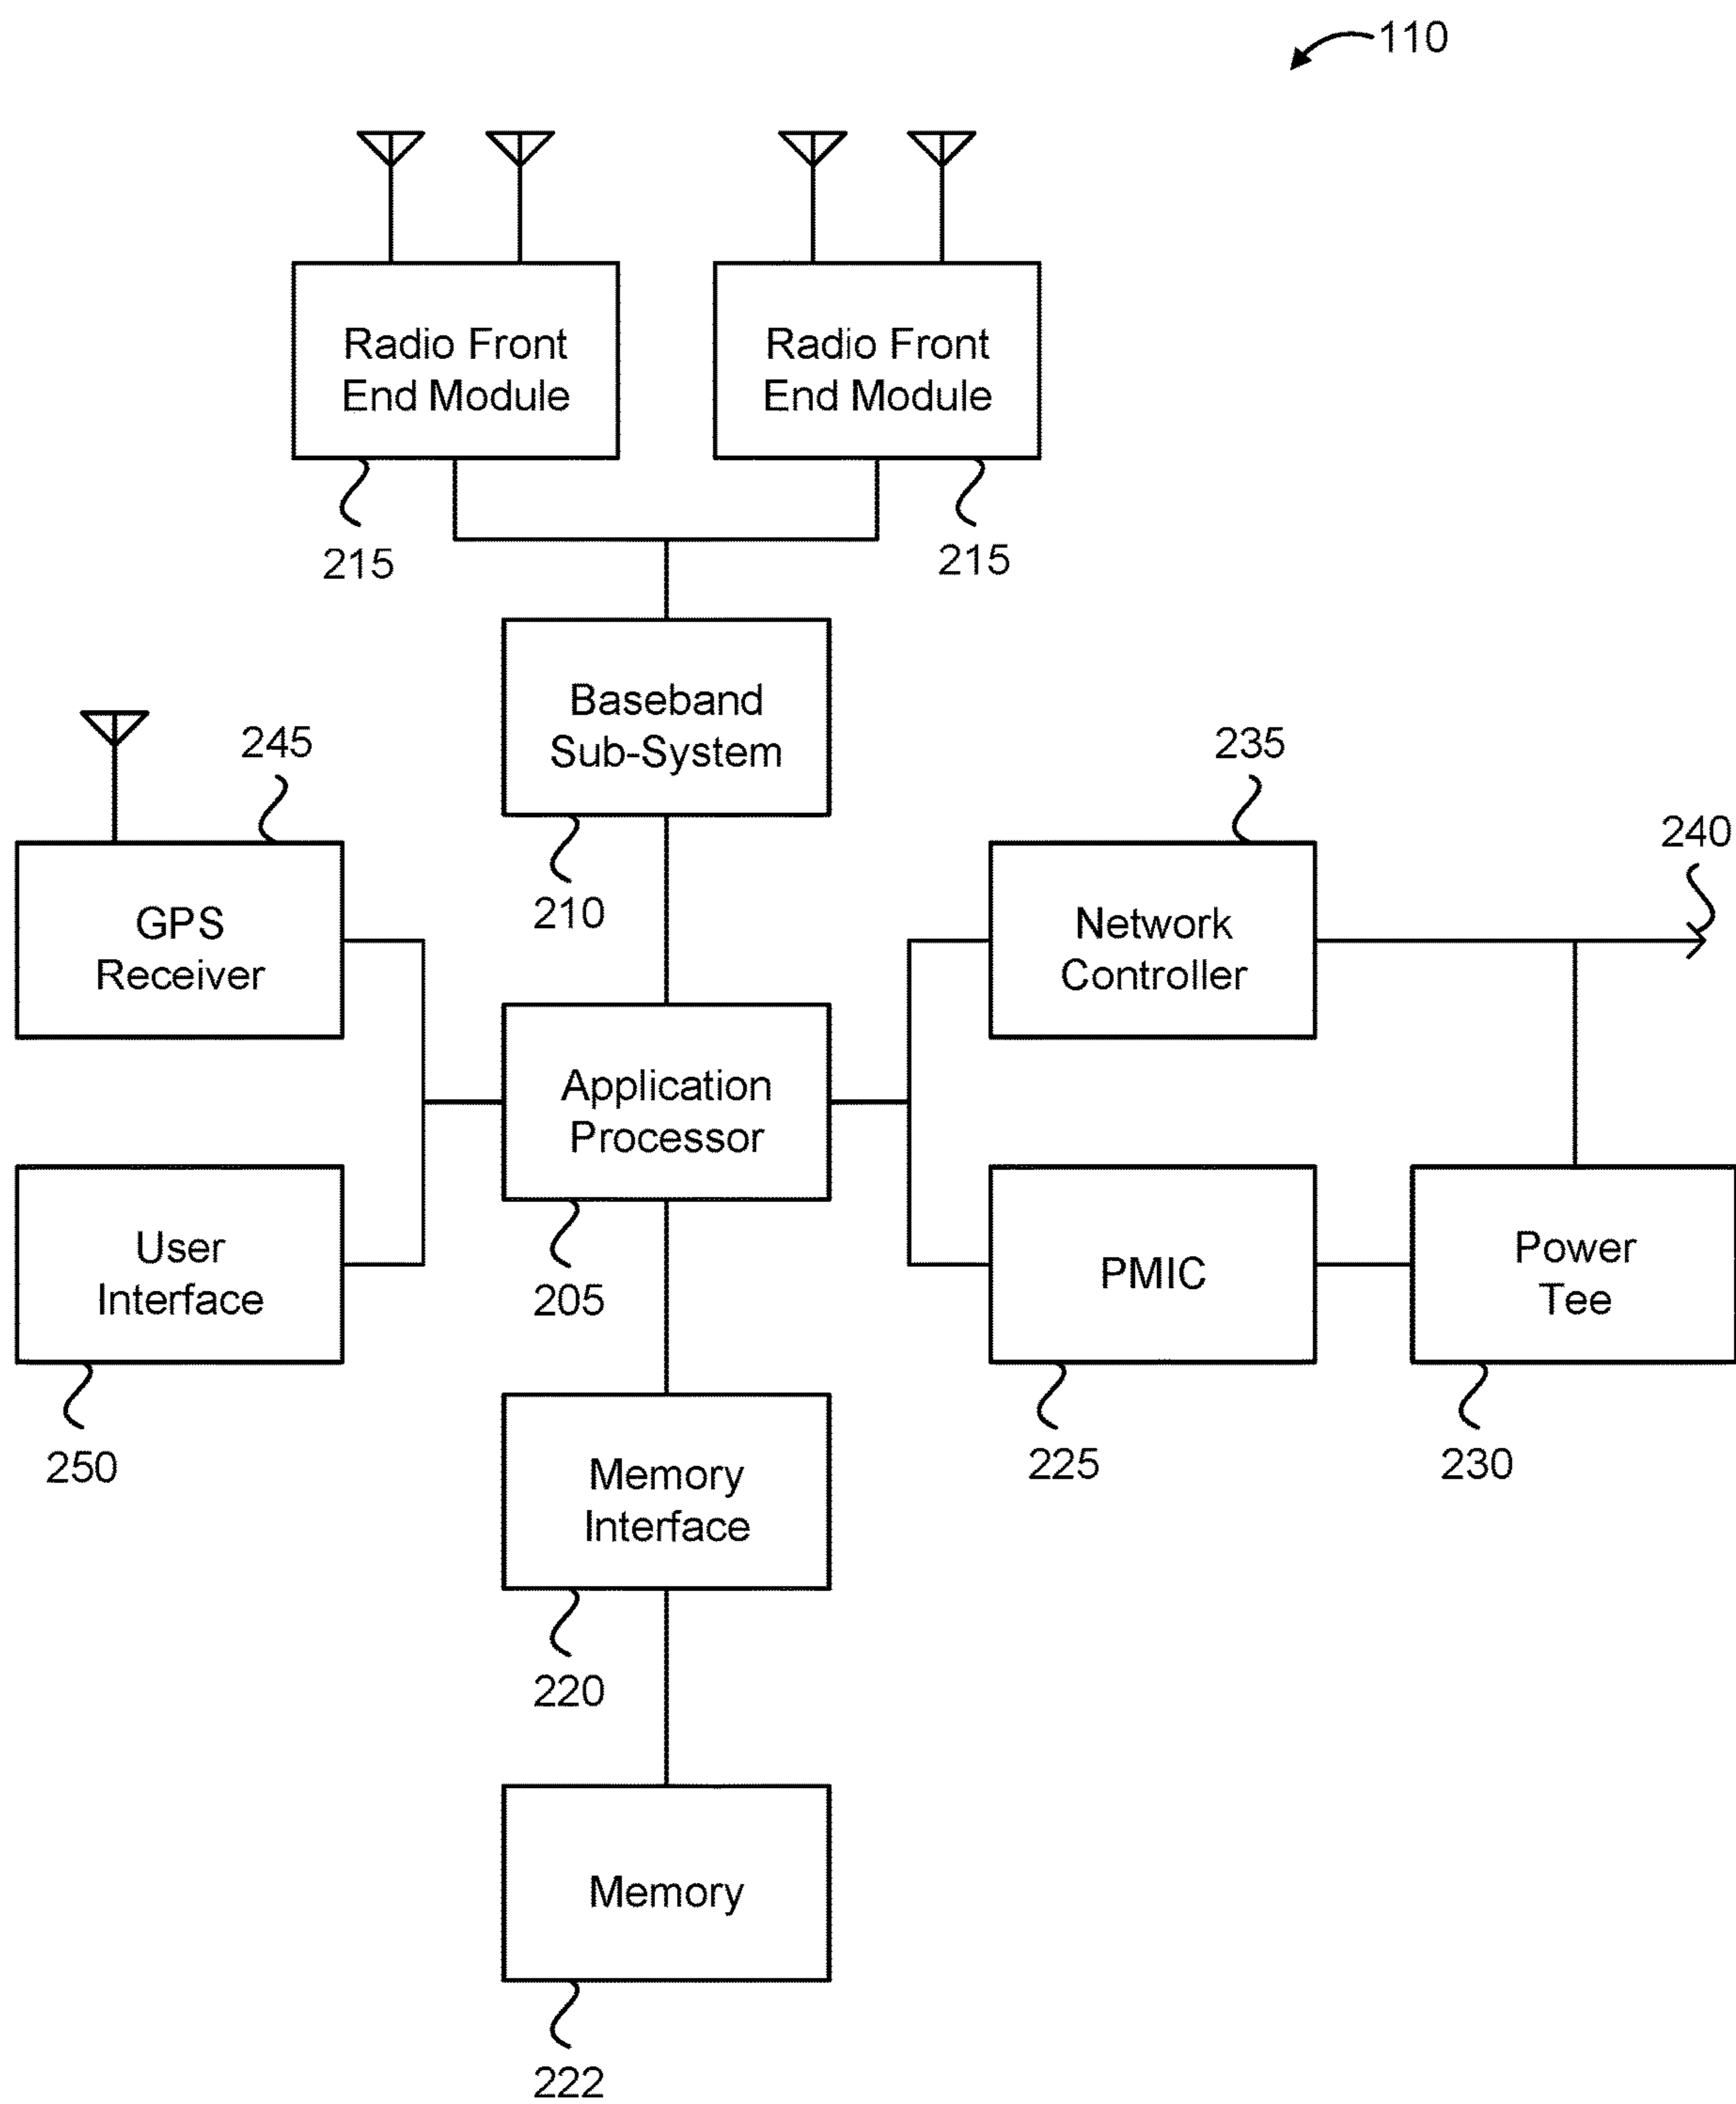 110
Radio Front
End Module
Radio Front
End Module
215
215
Baseband
Sub-System
210
245
GPS
Receiver
235
240
Network
Controller
Application
Processor
205
User
Interface
250
PMIC
225
Power
Tee
230
Memory
Interface
220
Memory
222